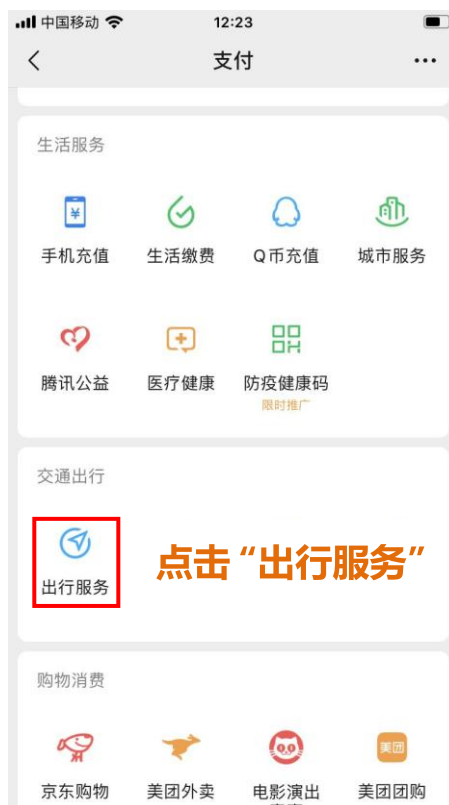 中国移动 12:23
支付
生活服务
¥
手机充值 生活缴费 Q币充值 城市服务
腾讯公益 医疗健康 防疫健康码
限时推广
交通出行
出行服务
点击“出行服务”
购物消费
美团
京东购物 美团外卖 电影演出 美团团购